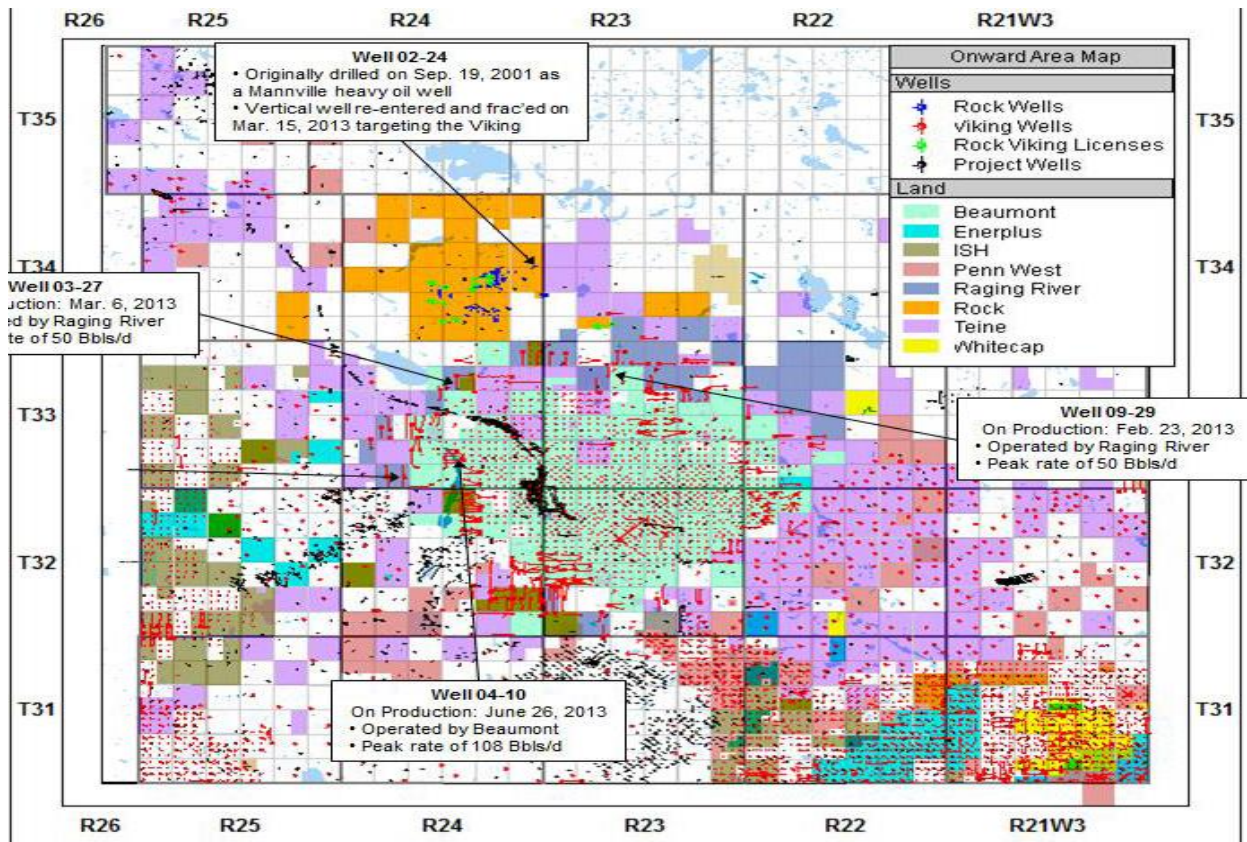 R26 R25 R24 R23 R22 R21W3
Well 02-24
• Originally drilled on Sep. 19, 2001 as
a Mannville heavy oil well
• Vertical well re-entered and frac'ed on
Mar. 15, 2013 targeting the Viking
Onward Area Map
Wells
Rock Wells
Viking Wells
Rock Viking Licenses
Project Wells
Land
Beaumont
Enerplus
ISH
Penn West
Raging River
Rock
Teine
Whitecap
T35 T35
T34 T34
Well 03-27
uction: Mar. 6, 2013
ed by Raging River
te of 50 Bbls/d
T33 T33
Well 09-29
On Production: Feb. 23, 2013
• Operated by Raging River
• Peak rate of 50 Bbls/d
T32 T32
Well 04-10
On Production: June 26, 2013
• Operated by Beaumont
• Peak rate of 108 Bbls/d
T31 T31
R26 R25 R24 R23 R22 R21W3